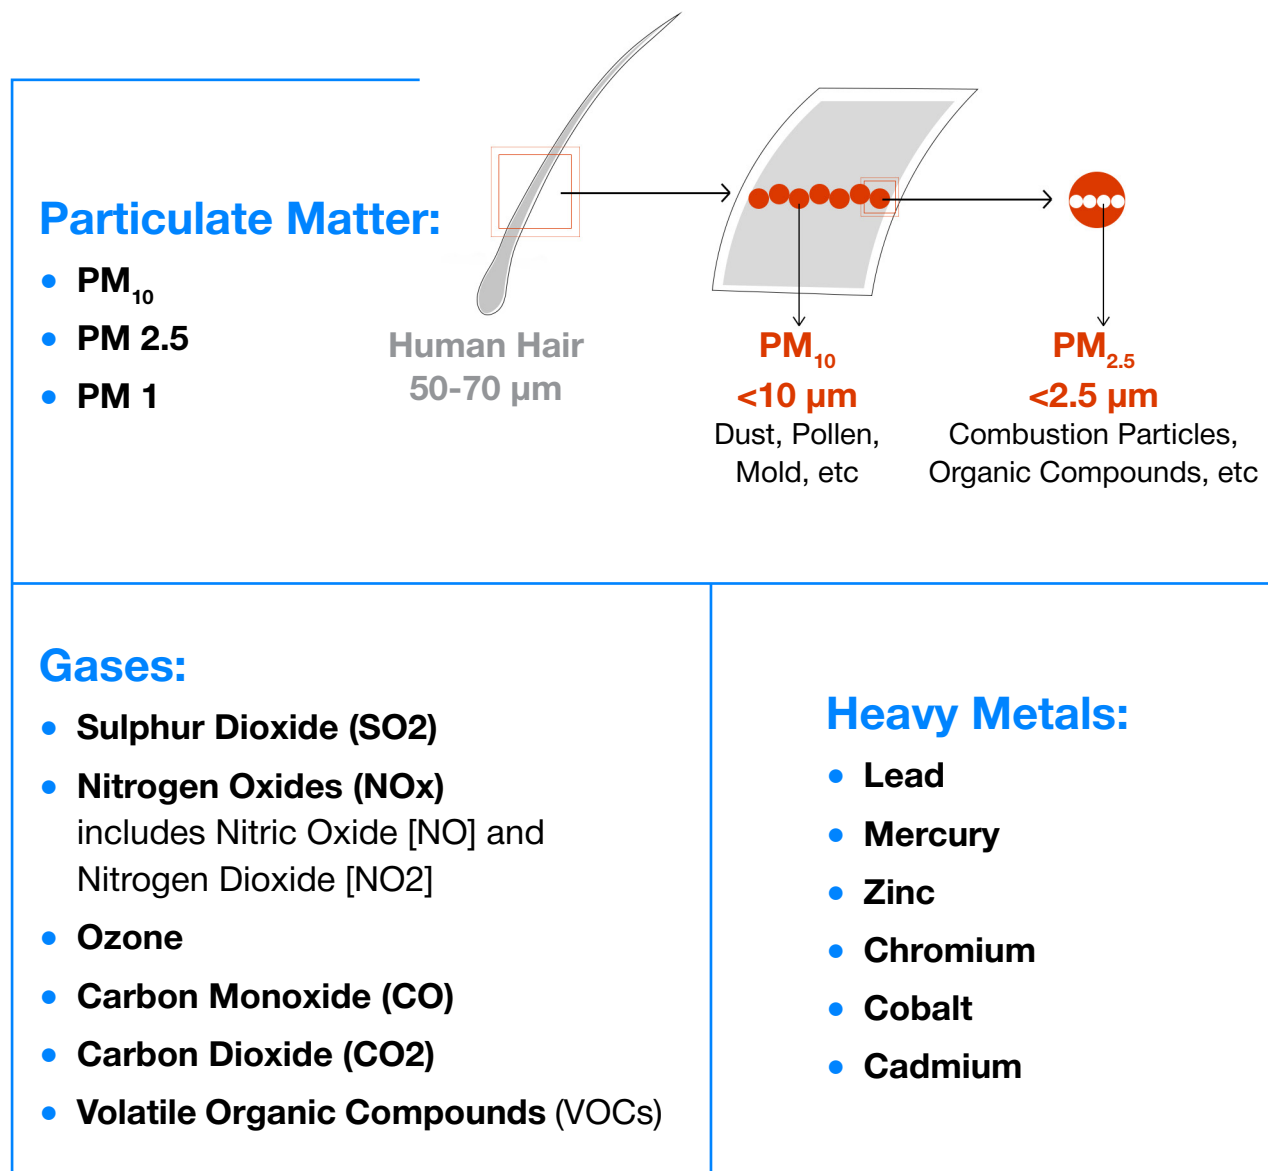 Particulate Matter:
• PM₁₀
• PM 2.5
• PM 1
Human Hair
50-70 µm
PM₁₀
<10 µm
Dust, Pollen,
Mold, etc
PM₂.₅
<2.5 µm
Combustion Particles,
Organic Compounds, etc
Gases:
• Sulphur Dioxide (SO2)
• Nitrogen Oxides (NOx)
includes Nitric Oxide [NO] and
Nitrogen Dioxide [NO2]
• Ozone
• Carbon Monoxide (CO)
• Carbon Dioxide (CO2)
• Volatile Organic Compounds (VOCs)
Heavy Metals:
• Lead
• Mercury
• Zinc
• Chromium
• Cobalt
• Cadmium